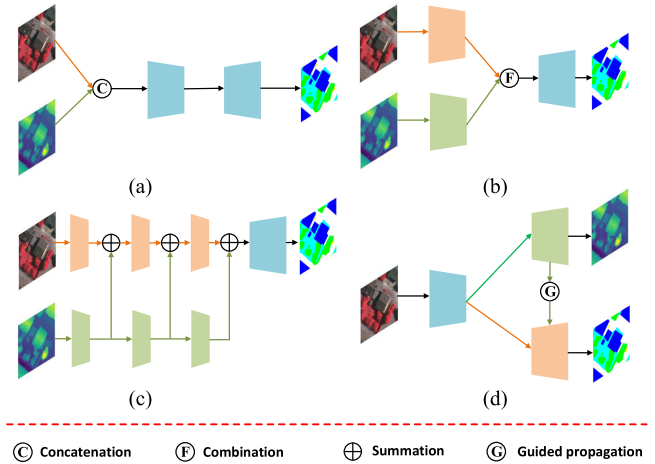 C
(a)
F
(b)
(c)
G
(d)
C Concatenation
F Combination
Summation
G Guided propagation